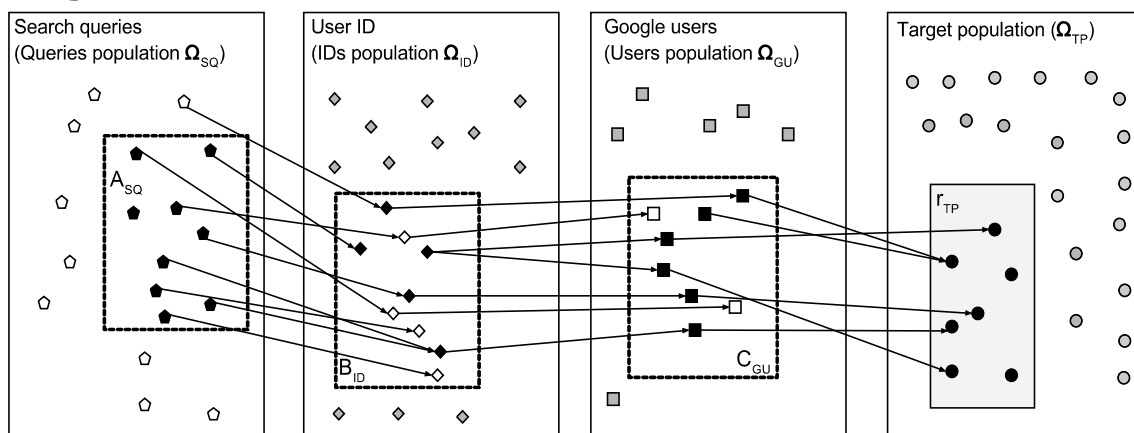 Search queries
(Queries population Ω_SQ)
User ID
(IDs population Ω_ID)
Google users
(Users population Ω_GU)
Target population (Ω_TP)
A_SQ
B_ID
C_GU
r_TP